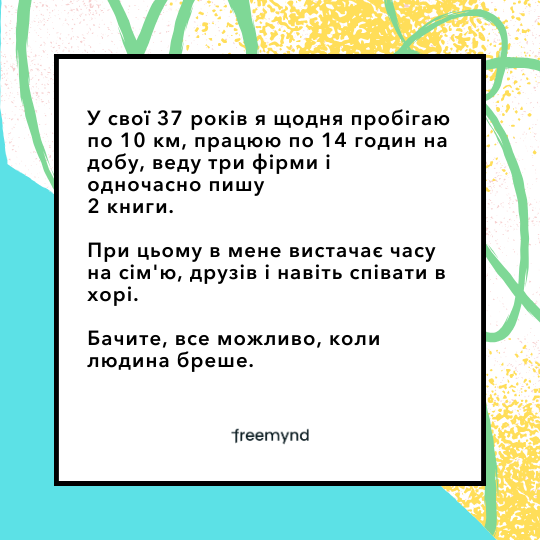 У свої 37 років я щодня пробігаю
по 10 км, працюю по 14 годин на
добу, веду три фірми і
одночасно пишу
2 книги.
При цьому в мене вистачає часу
на сім'ю, друзів і навіть співати в
хорі.
Бачите, все можливо, коли
людина бреше.
freemynd